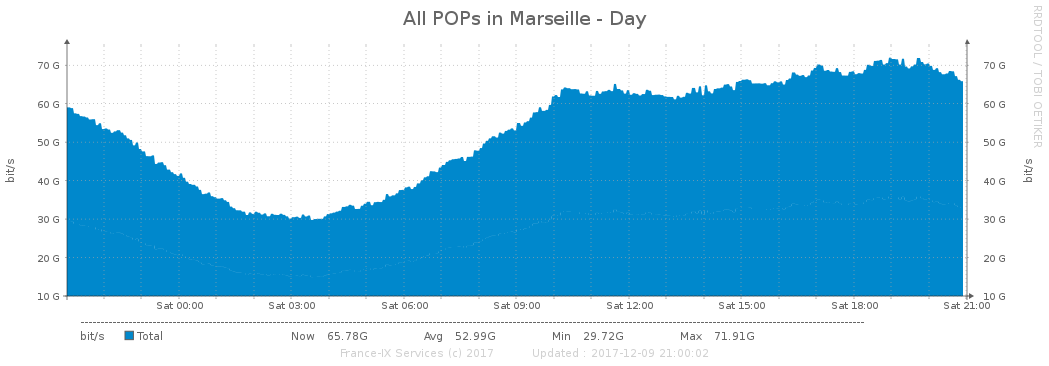 All POPs in Marseille - Day
RRDTOOL / TOBI OETIKER
70 G 70 G
60 G 60 G
50 G 50 G
40 G 40 G
30 G 30 G
20 G 20 G
10 G 10 G
bit/s bit/s
Sat 00:00 Sat 03:00 Sat 06:00 Sat 09:00 Sat 12:00 Sat 15:00 Sat 18:00 Sat 21:00
bit/s Total Now 65.78G Avg 52.99G Min 29.72G Max 71.91G
France-IX Services (c) 2017 Updated : 2017-12-09 21:00:02